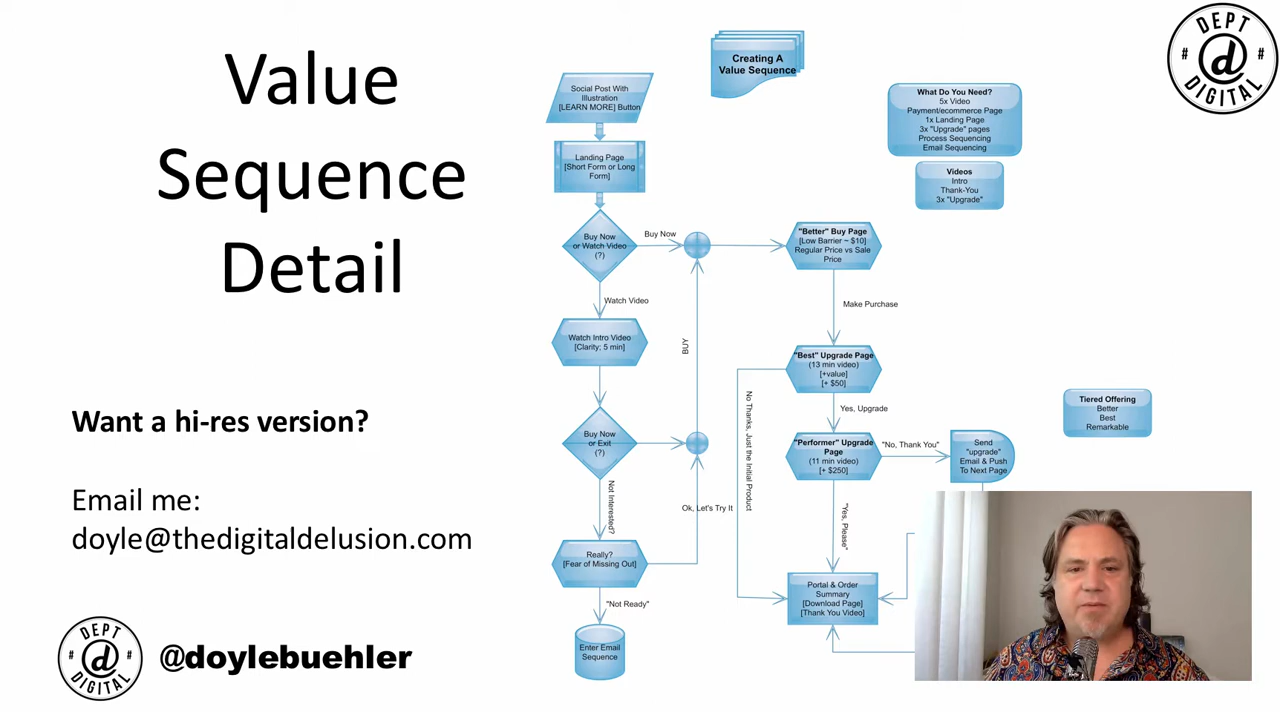 Value
Sequence
Detail
Want a hi-res version?
Email me:
doyle@thedigitaldelusion.com
DEPT
# d #
DIGITAL
@doylebuehler
Creating A
Value Sequence
Social Post With
Illustration
[LEARN MORE] Button
Landing Page
[Short Form or Long
Form]
Buy Now
or Watch Video
(?)
Buy Now
Watch Video
Watch Intro Video
[Clarity; 5 min]
BUY
Buy Now
or Exit
(?)
Not Interested?
Ok, Let's Try It
Really?
[Fear of Missing Out]
"Not Ready"
Enter Email
Sequence
"Better" Buy Page
[Low Barrier ~ $10]
Regular Price vs Sale
Price
Make Purchase
"Best" Upgrade Page
(13 min video)
[+value]
[+ $50]
No Thanks, Just the Initial Product
Yes, Upgrade
"Performer" Upgrade
Page
(11 min video)
[+ $250]
"No, Thank You"
Send
"upgrade"
Email & Push
To Next Page
"Yes, Please"
Portal & Order
Summary
[Download Page]
[Thank You Video]
What Do You Need?
5x Video
Payment/ecommerce Page
1x Landing Page
3x "Upgrade" pages
Process Sequencing
Email Sequencing
Videos
Intro
Thank-You
3x "Upgrade"
Tiered Offering
Better
Best
Remarkable
DEPT
# d #
DIGITAL